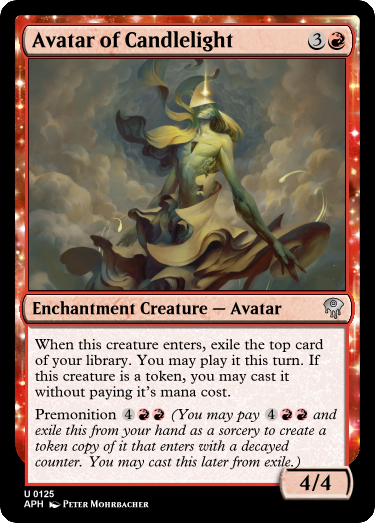 Avatar of Candlelight 3
Enchantment Creature — Avatar
When this creature enters, exile the top card
of your library. You may play it this turn. If
this creature is a token, you may cast it
without paying it's mana cost.
Premonition 4 (You may pay 4 and
exile this from your hand as a sorcery to create a
token copy of it that enters with a decayed
counter. You may cast this later from exile.)
4/4
U 0125
APH Peter Mohrbacher